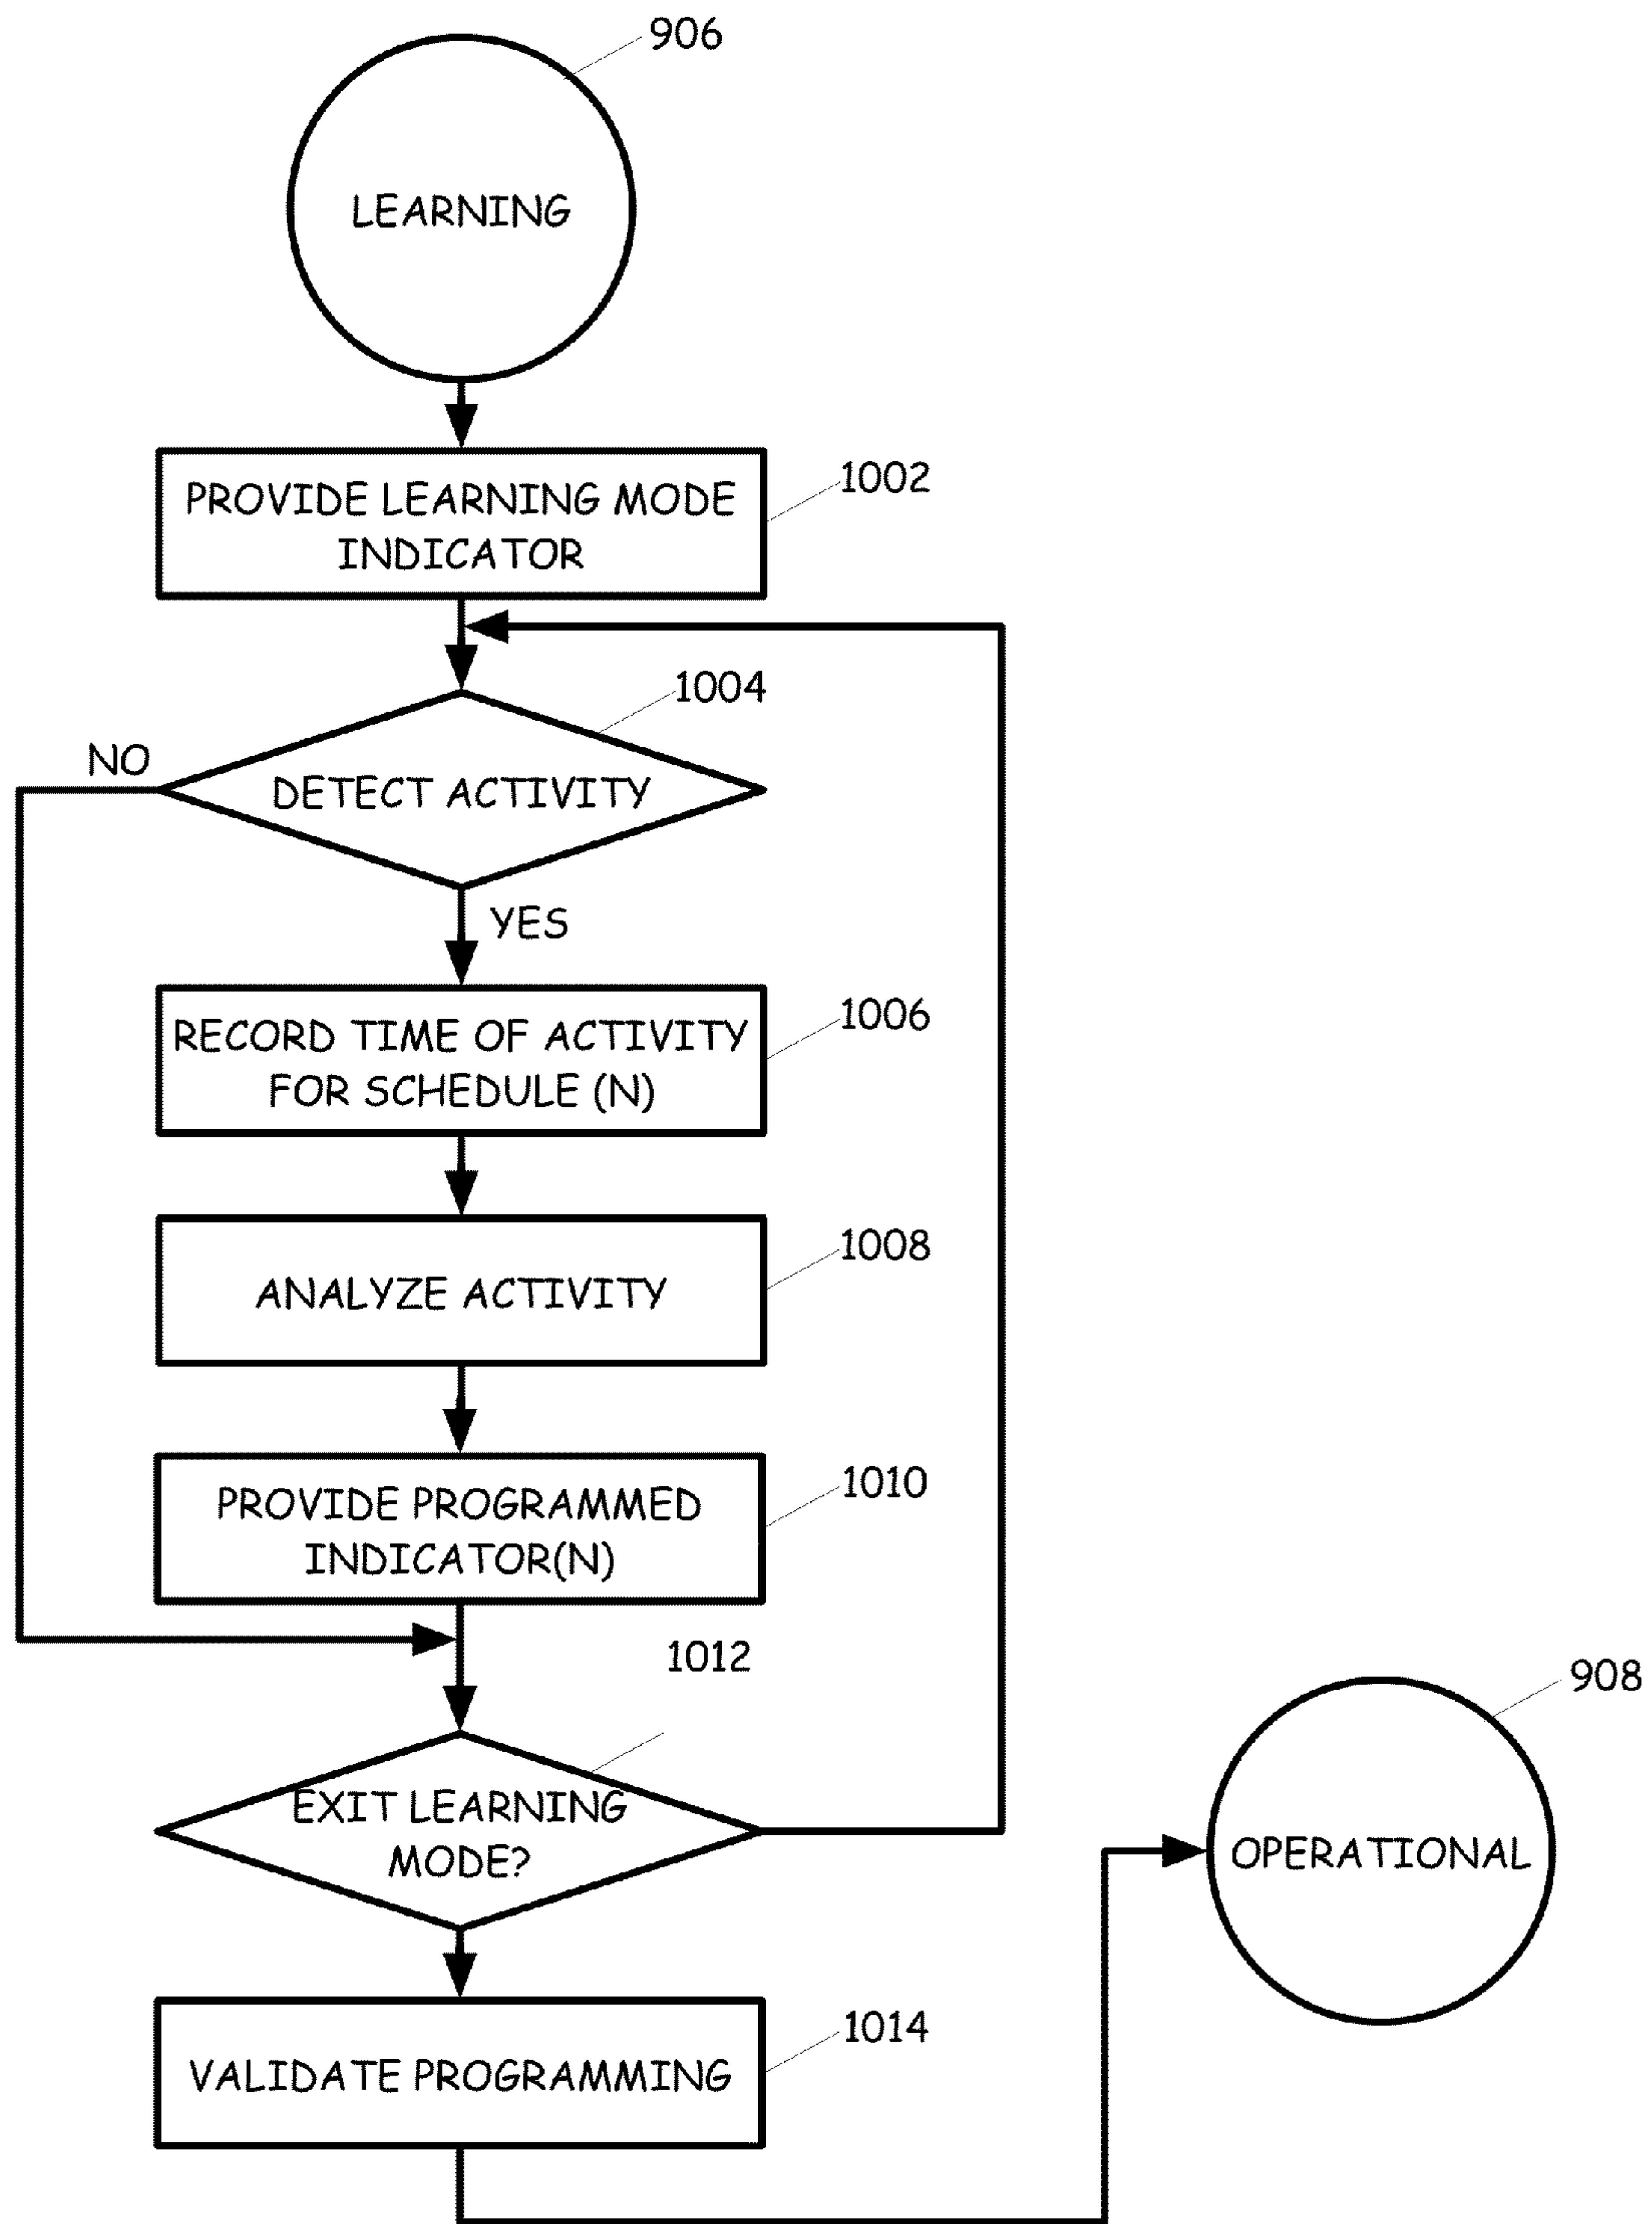 906
LEARNING
1002
PROVIDE LEARNING MODE
INDICATOR
1004
NO
DETECT ACTIVITY
YES
1006
RECORD TIME OF ACTIVITY
FOR SCHEDULE (N)
1008
ANALYZE ACTIVITY
1010
PROVIDE PROGRAMMED
INDICATOR(N)
1012
EXIT LEARNING
MODE?
908
OPERATIONAL
1014
VALIDATE PROGRAMMING